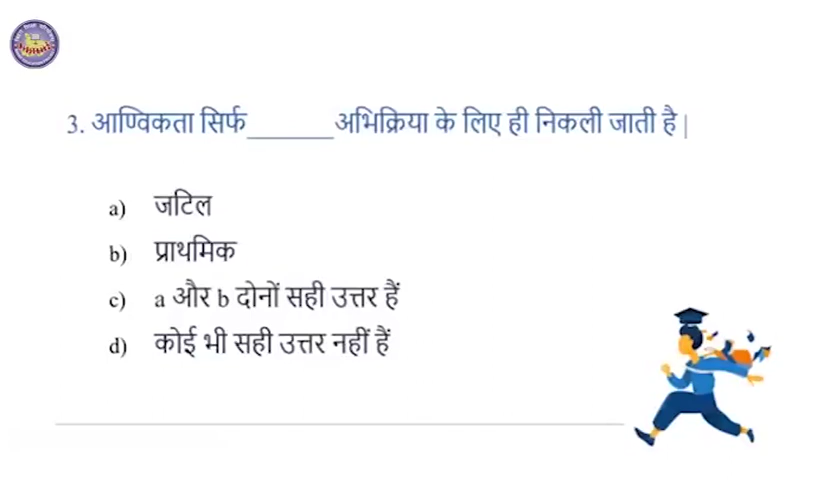 3. आण्विकता सिर्फ_______अभिक्रिया के लिए ही निकली जाती है |
a) जटिल
b) प्राथमिक
c) a और b दोनों सही उत्तर हैं
d) कोई भी सही उत्तर नहीं हैं